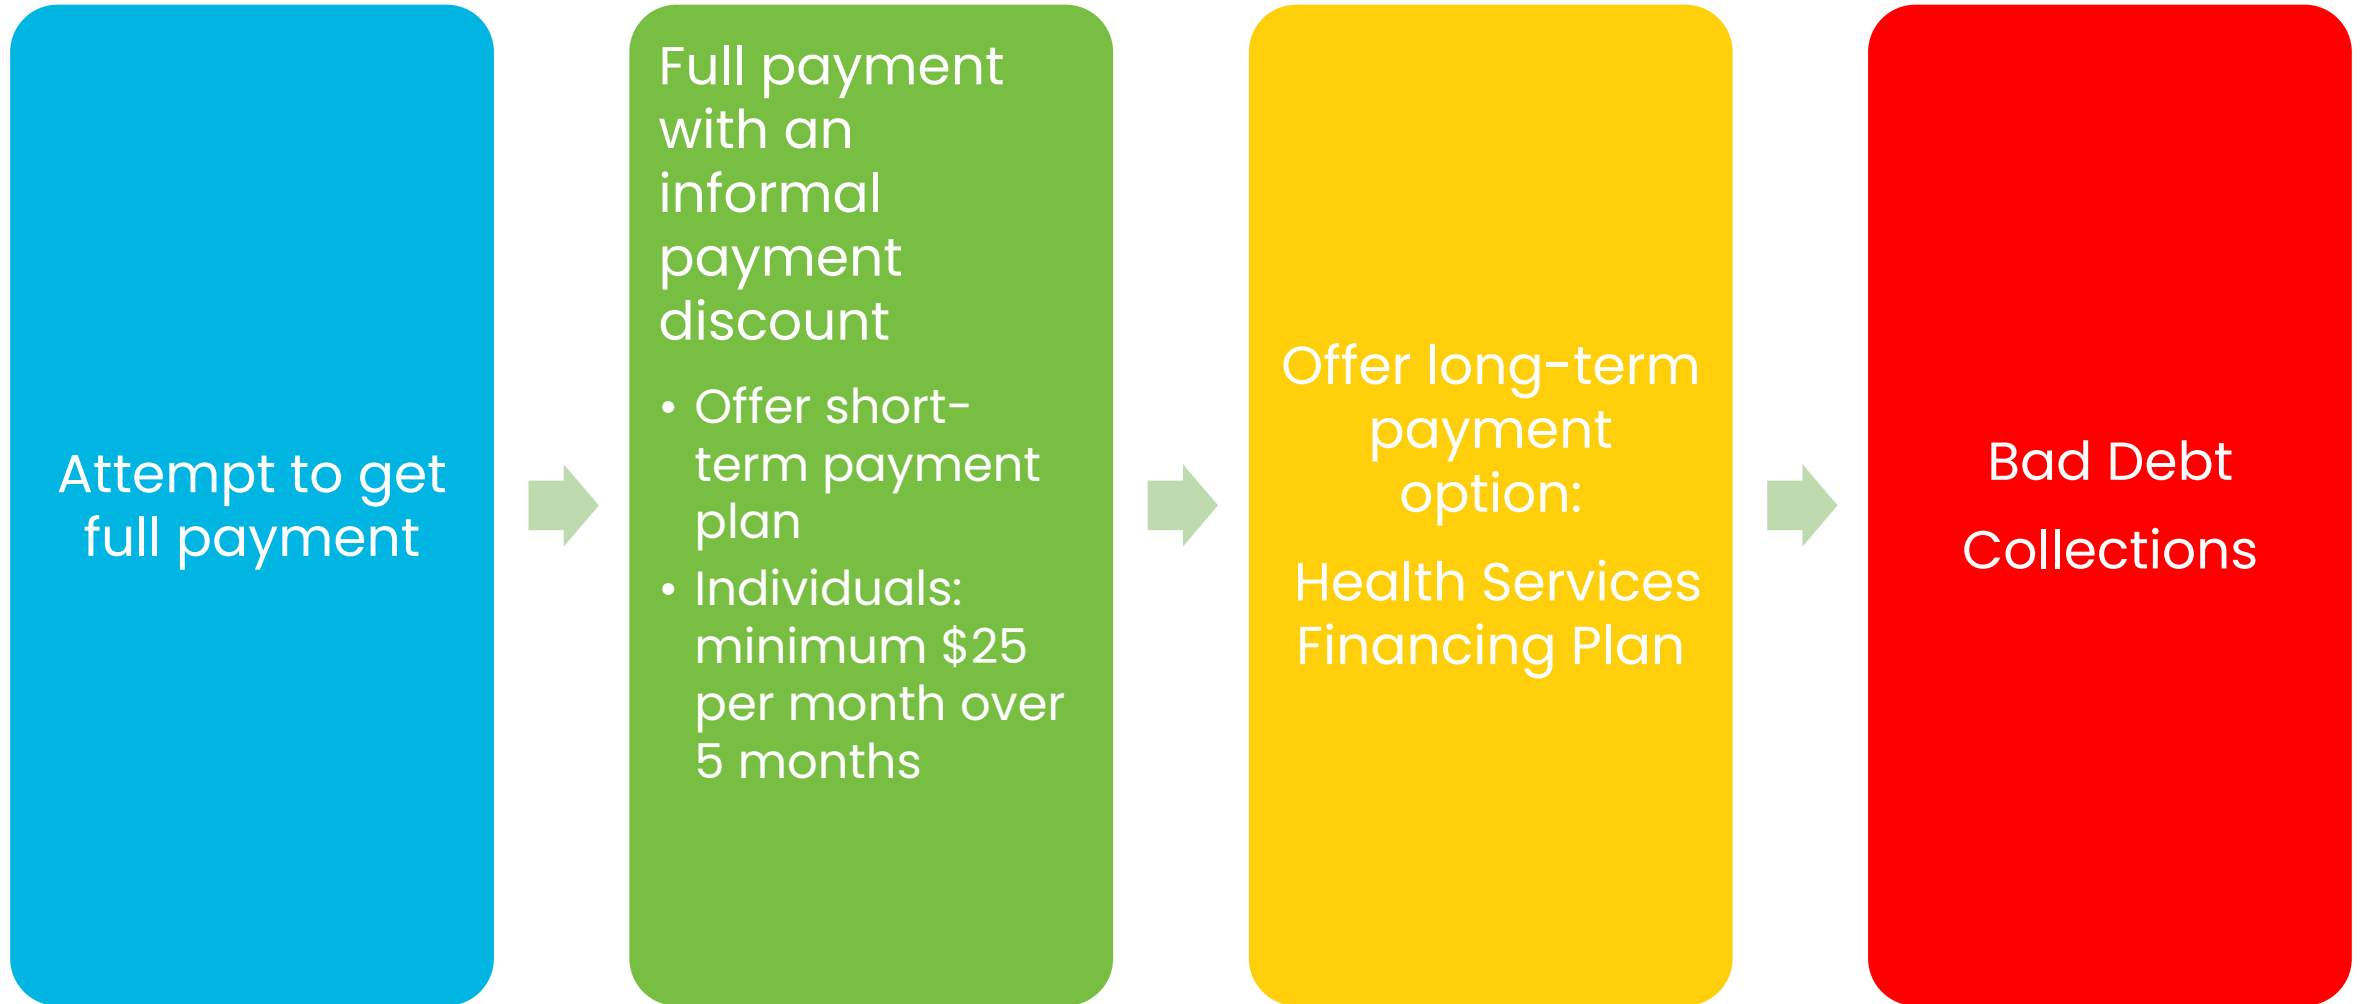 Attempt to get
full payment
Full payment
with an
informal
payment
discount
• Offer short-
term payment
plan
• Individuals:
minimum $25
per month over
5 months
Offer long-term
payment
option:
Health Services
Financing Plan
Bad Debt
Collections